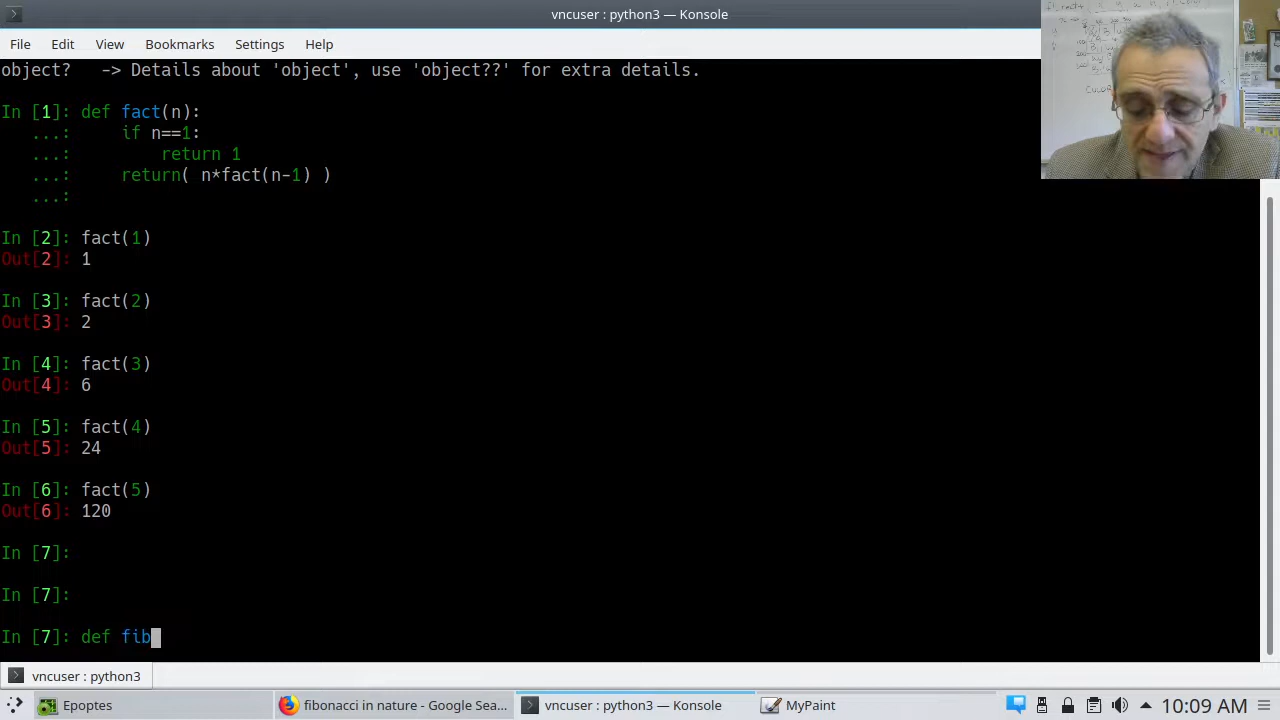 vncuser : python3 — Konsole
File Edit View Bookmarks Settings Help
object? -> Details about 'object', use 'object??' for extra details.
In [1]: def fact(n):
...: if n==1:
...: return 1
...: return( n*fact(n-1) )
...:
In [2]: fact(1)
Out[2]: 1
In [3]: fact(2)
Out[3]: 2
In [4]: fact(3)
Out[4]: 6
In [5]: fact(4)
Out[5]: 24
In [6]: fact(5)
Out[6]: 120
In [7]:
In [7]:
In [7]: def fib
vncuser : python3
Epoptes fibonacci in nature - Google Sea... vncuser : python3 — Konsole MyPaint 10:09 AM